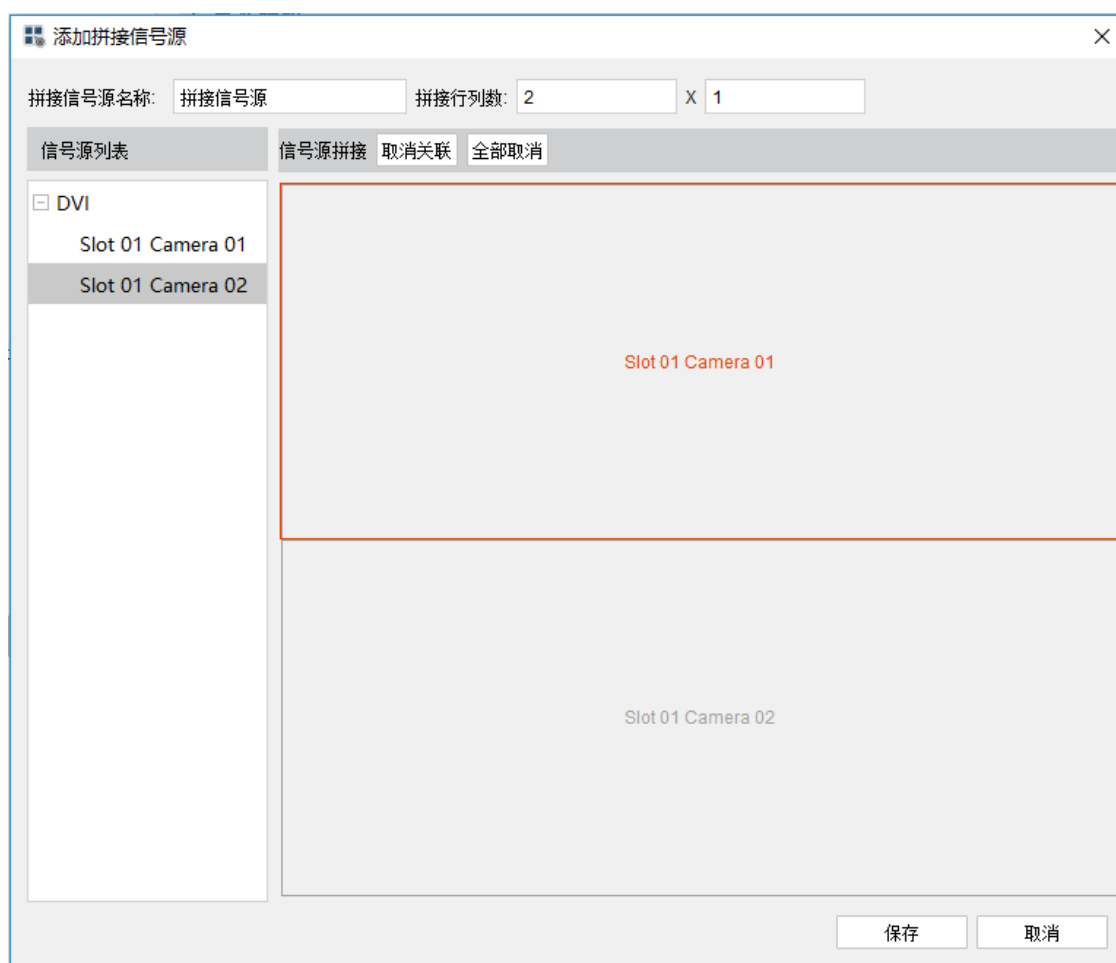 添加拼接信号源
拼接信号源名称: 拼接信号源 拼接行列数: 2 X 1
信号源列表
信号源拼接 取消关联 全部取消
DVI
Slot 01 Camera 01
Slot 01 Camera 02
Slot 01 Camera 01
Slot 01 Camera 02
保存 取消